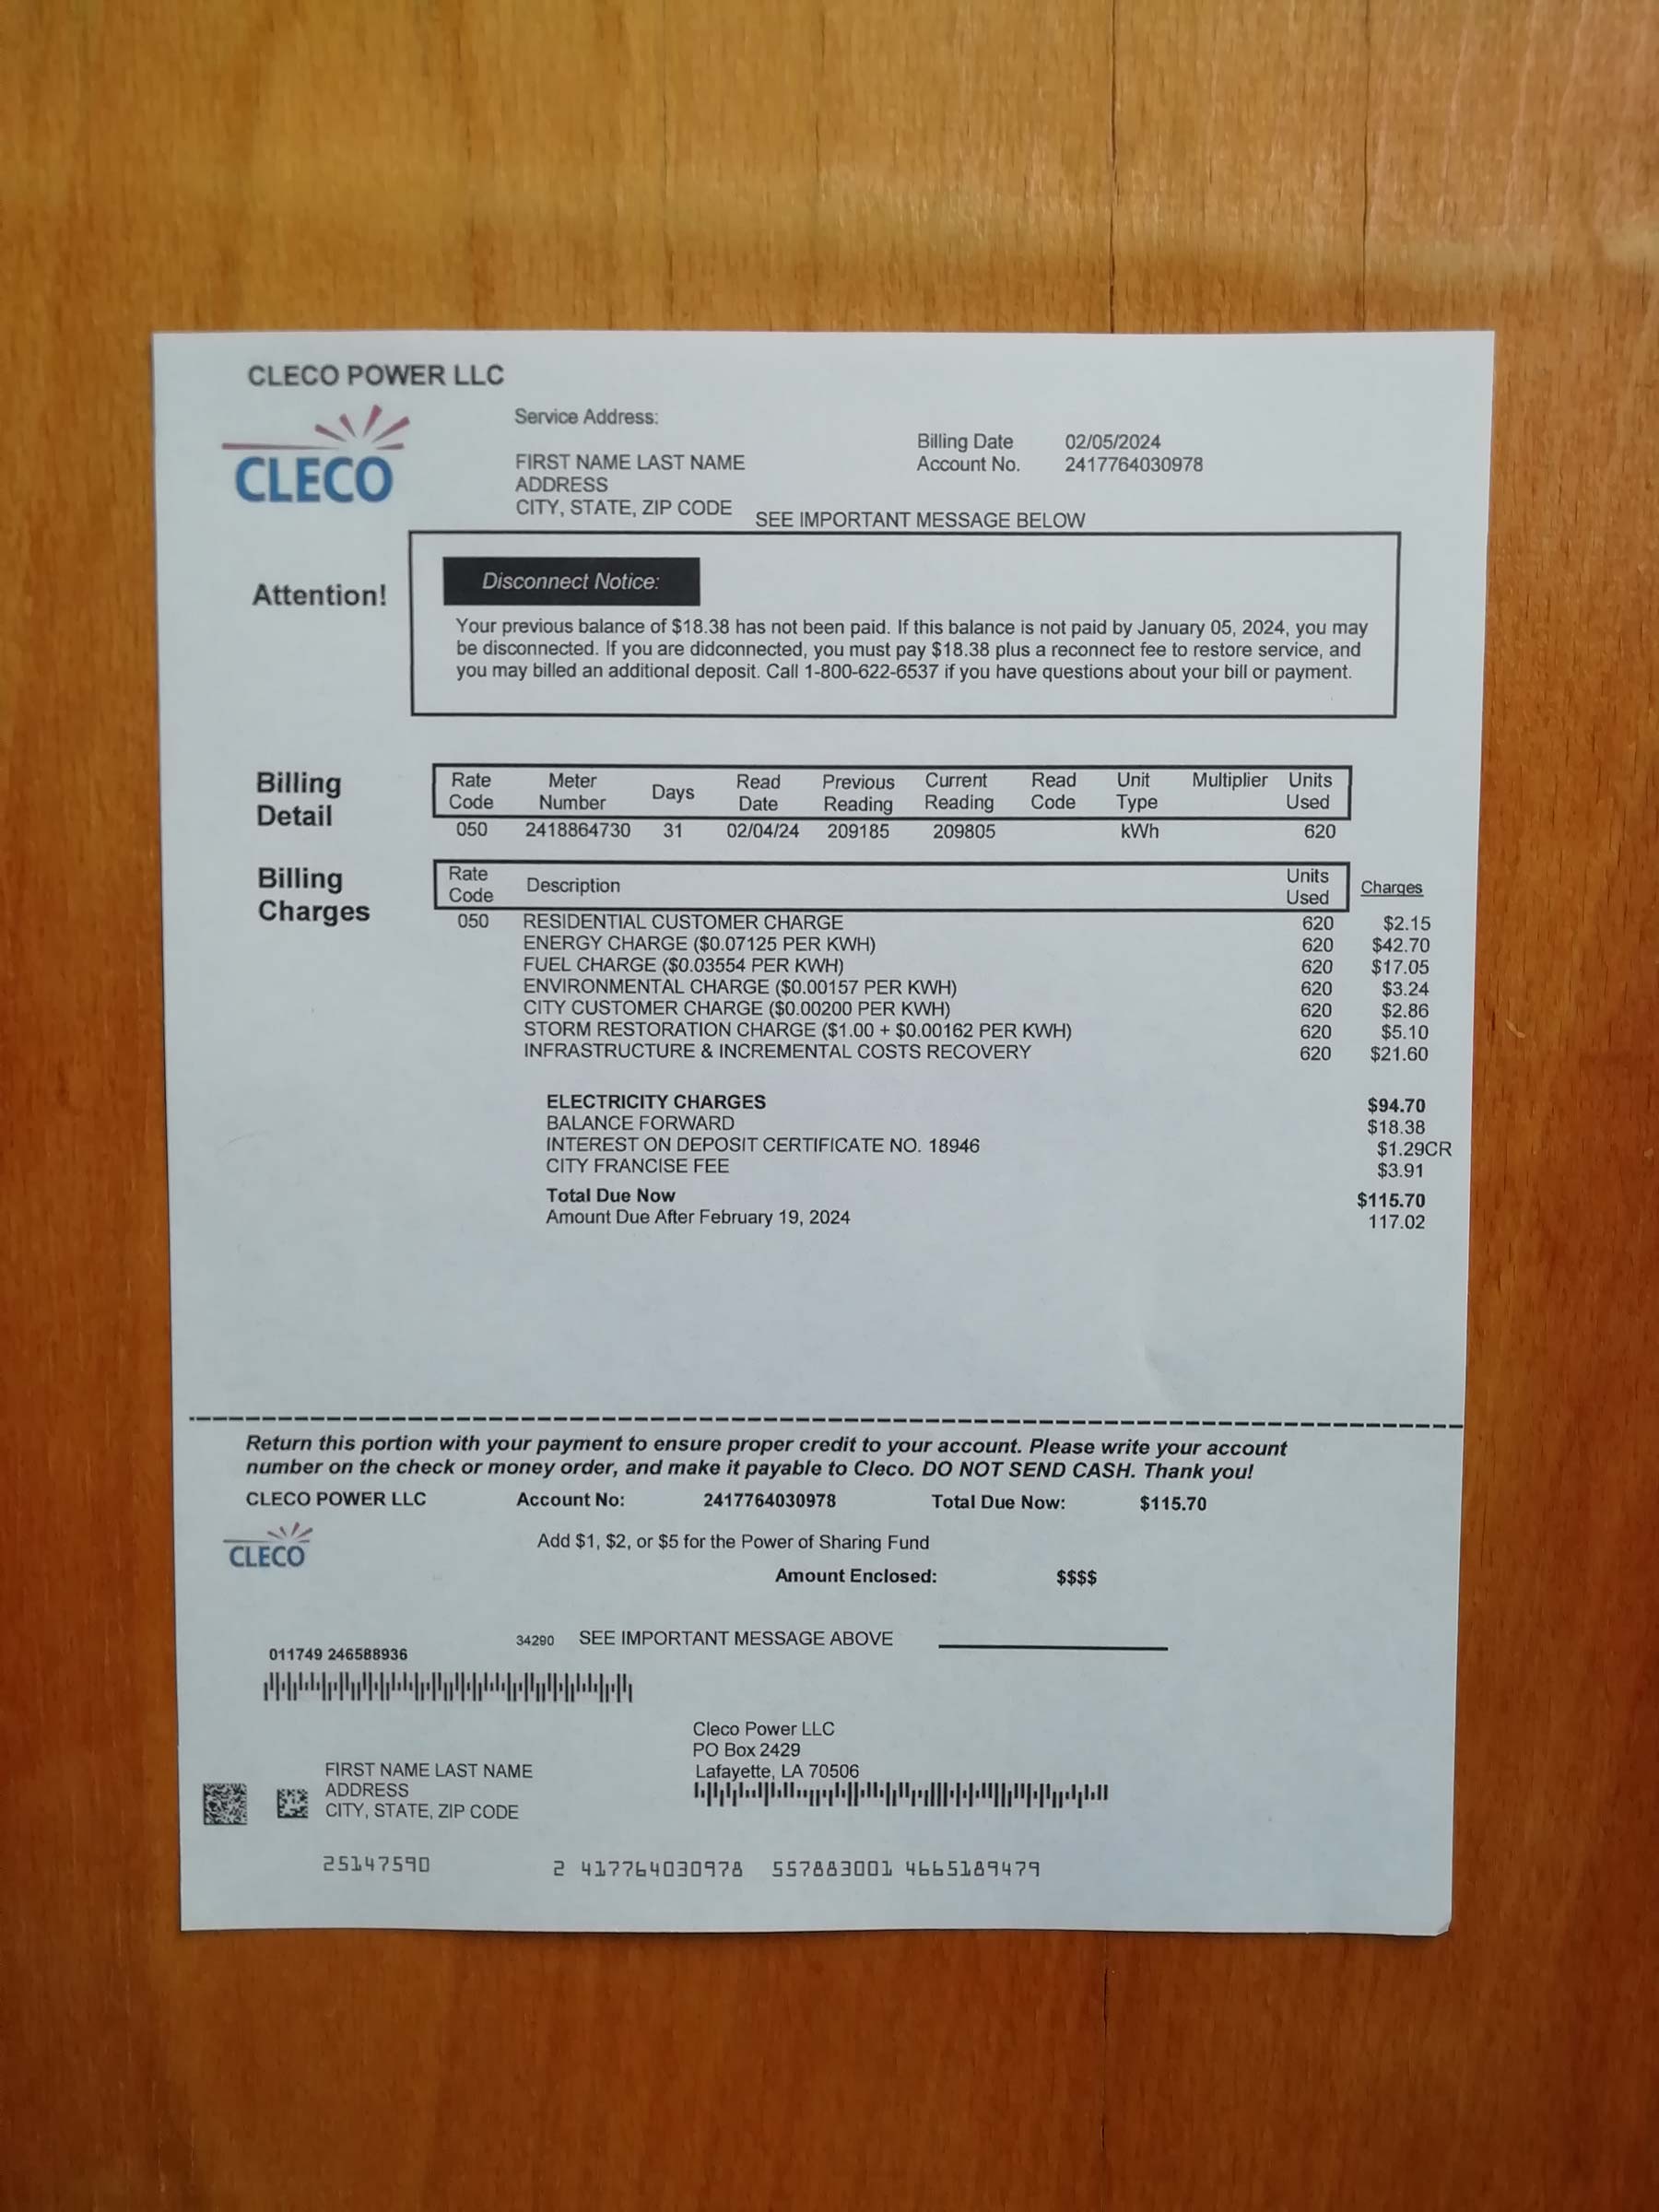 CLECO POWER LLC
CLECO
Service Address:
FIRST NAME LAST NAME
ADDRESS
CITY, STATE, ZIP CODE
Billing Date 02/05/2024
Account No. 2417764030978
SEE IMPORTANT MESSAGE BELOW
Attention!
Disconnect Notice:
Your previous balance of $18.38 has not been paid. If this balance is not paid by January 05, 2024, you may
be disconnected. If you are didconnected, you must pay $18.38 plus a reconnect fee to restore service, and
you may billed an additional deposit. Call 1-800-622-6537 if you have questions about your bill or payment.
Billing
Detail
Rate Code Meter Number Days Read Date Previous Reading Current Reading Read Code Unit Type Multiplier Units Used
050 2418864730 31 02/04/24 209185 209805 kWh 620
Billing
Charges
Rate Code Description Units Used Charges
050 RESIDENTIAL CUSTOMER CHARGE 620 $2.15
ENERGY CHARGE ($0.07125 PER KWH) 620 $42.70
FUEL CHARGE ($0.03554 PER KWH) 620 $17.05
ENVIRONMENTAL CHARGE ($0.00157 PER KWH) 620 $3.24
CITY CUSTOMER CHARGE ($0.00200 PER KWH) 620 $2.86
STORM RESTORATION CHARGE ($1.00 + $0.00162 PER KWH) 620 $5.10
INFRASTRUCTURE & INCREMENTAL COSTS RECOVERY 620 $21.60
ELECTRICITY CHARGES $94.70
BALANCE FORWARD $18.38
INTEREST ON DEPOSIT CERTIFICATE NO. 18946 $1.29CR
CITY FRANCISE FEE $3.91
Total Due Now $115.70
Amount Due After February 19, 2024 117.02
Return this portion with your payment to ensure proper credit to your account. Please write your account
number on the check or money order, and make it payable to Cleco. DO NOT SEND CASH. Thank you!
CLECO POWER LLC Account No: 2417764030978 Total Due Now: $115.70
CLECO
Add $1, $2, or $5 for the Power of Sharing Fund
Amount Enclosed: $$$$
34290 SEE IMPORTANT MESSAGE ABOVE
011749 246588936
Cleco Power LLC
PO Box 2429
Lafayette, LA 70506
FIRST NAME LAST NAME
ADDRESS
CITY, STATE, ZIP CODE
25147590 2 417764030978 557883001 4665189479